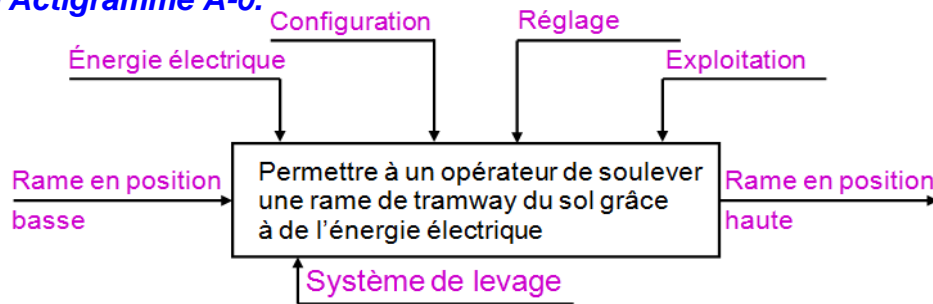 Actigramme A-0.
Configuration
Réglage
Énergie électrique
Exploitation
Rame en position
basse
Permettre à un opérateur de soulever
une rame de tramway du sol grâce
à de l'énergie électrique
Rame en position
haute
Système de levage